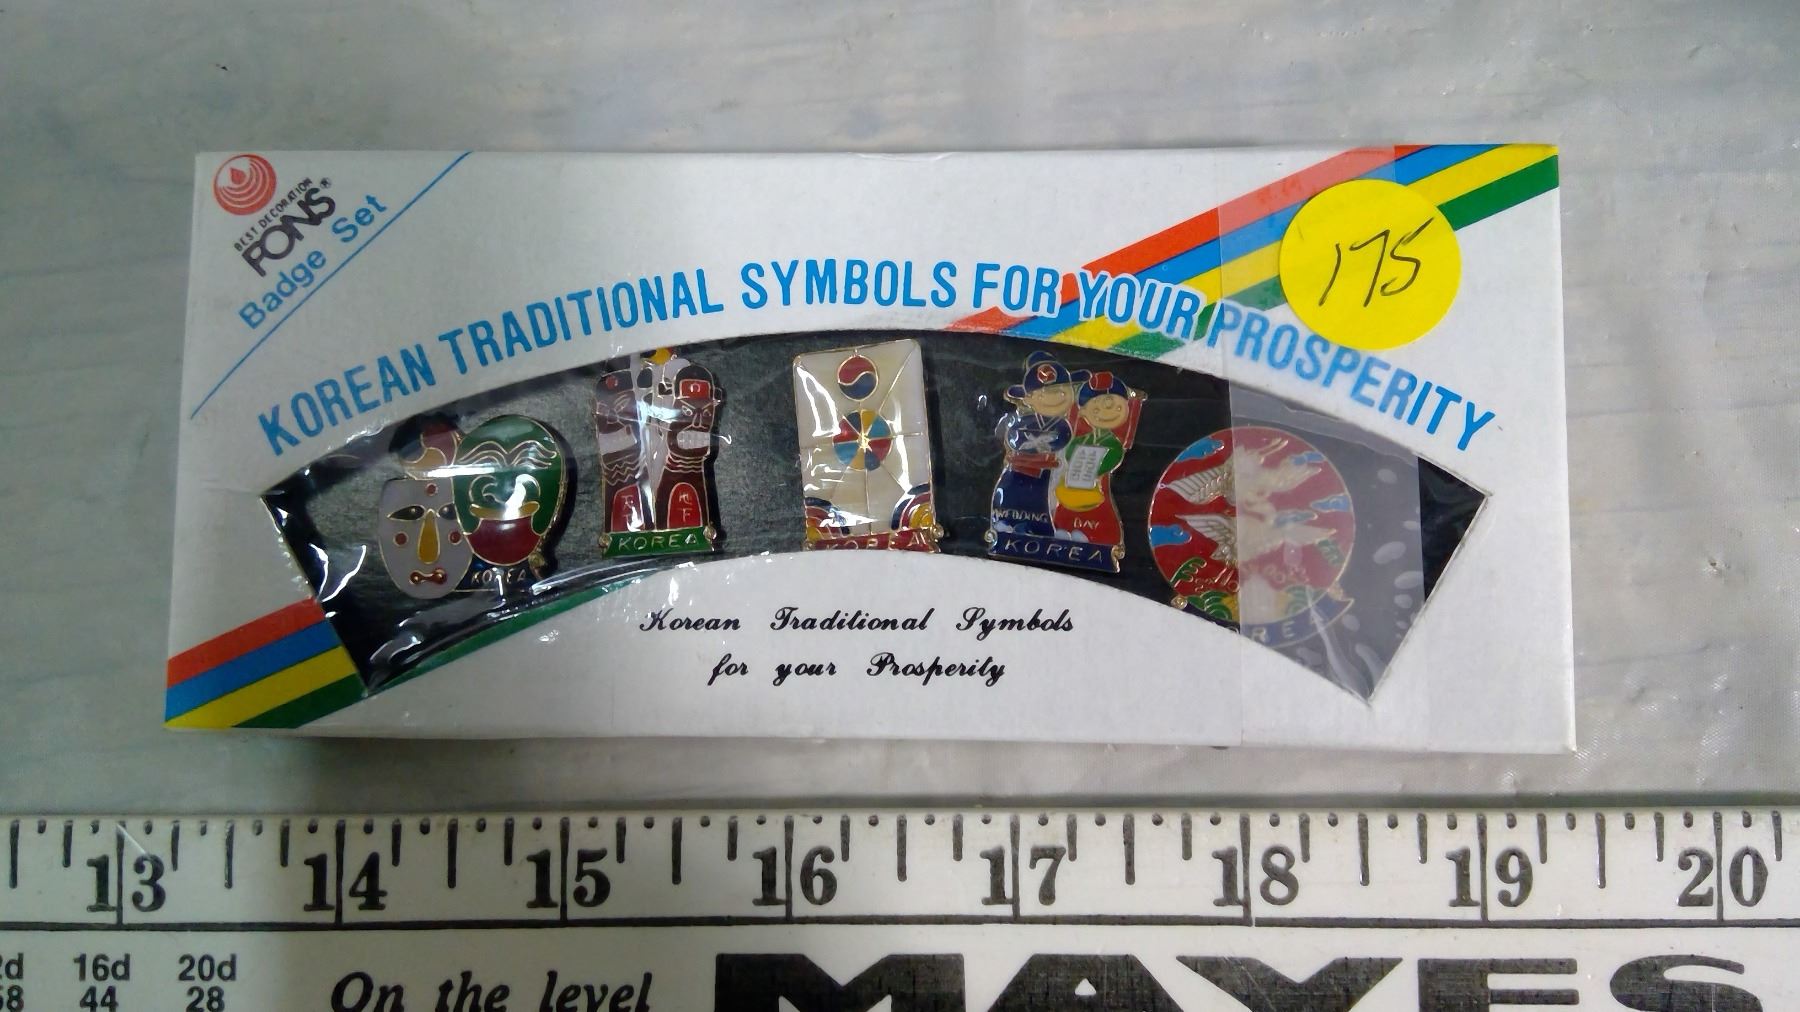 BEST DECORATION
PONS®
Badge Set
KOREAN TRADITIONAL SYMBOLS FOR YOUR PROSPERITY
175
KOREA
KOREA
KOREA
WEDDING DAY
KOREA
Korean Traditional Symbols
for your Prosperity
13 14 15 16 17 18 19 20
16d 20d
44 28
On the level
MAYES